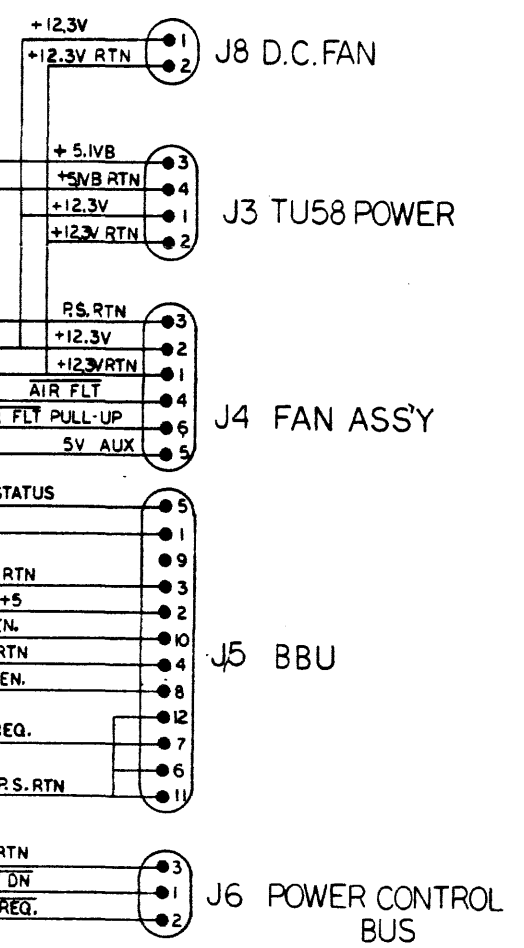 +12.3V
1
+12.3V RTN
2
J8 D.C. FAN
+5.1VB
3
+5.1VB RTN
4
+12.3V
1
+12.3V RTN
2
J3 TU58 POWER
P.S. RTN
3
+12.3V
2
+12.3V RTN
1
AIR FLT
4
FLT PULL-UP
6
5V AUX
5
J4 FAN ASS'Y
STATUS
5
1
9
RTN
3
+5
2
EN.
10
RTN
4
EN.
8
12
REQ.
7
6
P.S. RTN
11
J5 BBU
RTN
3
DN
1
REQ.
2
J6 POWER CONTROL
BUS